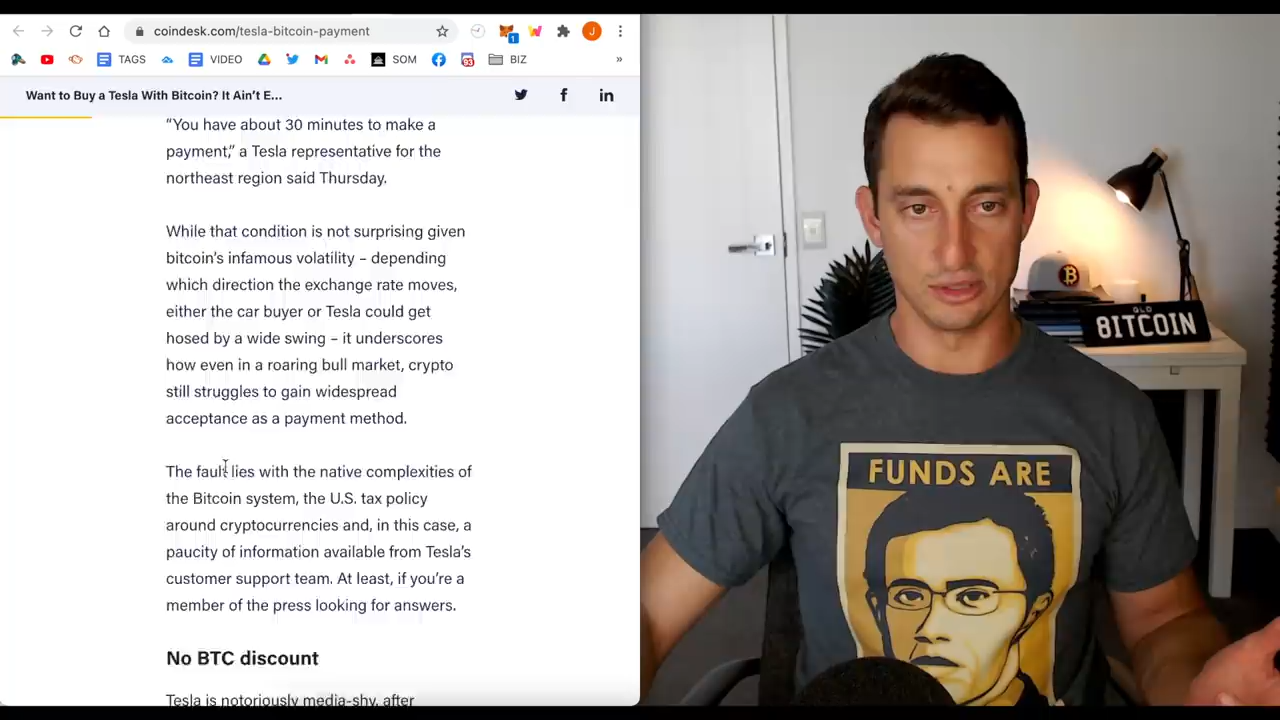 coindesk.com/tesla-bitcoin-payment
1
J
TAGS
VIDEO
SOM
93
BIZ
»
Want to Buy a Tesla With Bitcoin? It Ain't E...
"You have about 30 minutes to make a
payment," a Tesla representative for the
northeast region said Thursday.
While that condition is not surprising given
bitcoin's infamous volatility – depending
which direction the exchange rate moves,
either the car buyer or Tesla could get
hosed by a wide swing – it underscores
how even in a roaring bull market, crypto
still struggles to gain widespread
acceptance as a payment method.
The fault lies with the native complexities of
the Bitcoin system, the U.S. tax policy
around cryptocurrencies and, in this case, a
paucity of information available from Tesla's
customer support team. At least, if you're a
member of the press looking for answers.
No BTC discount
Tesla is notoriously media-shy, after
B
QLD
8ITCOIN
FUNDS ARE